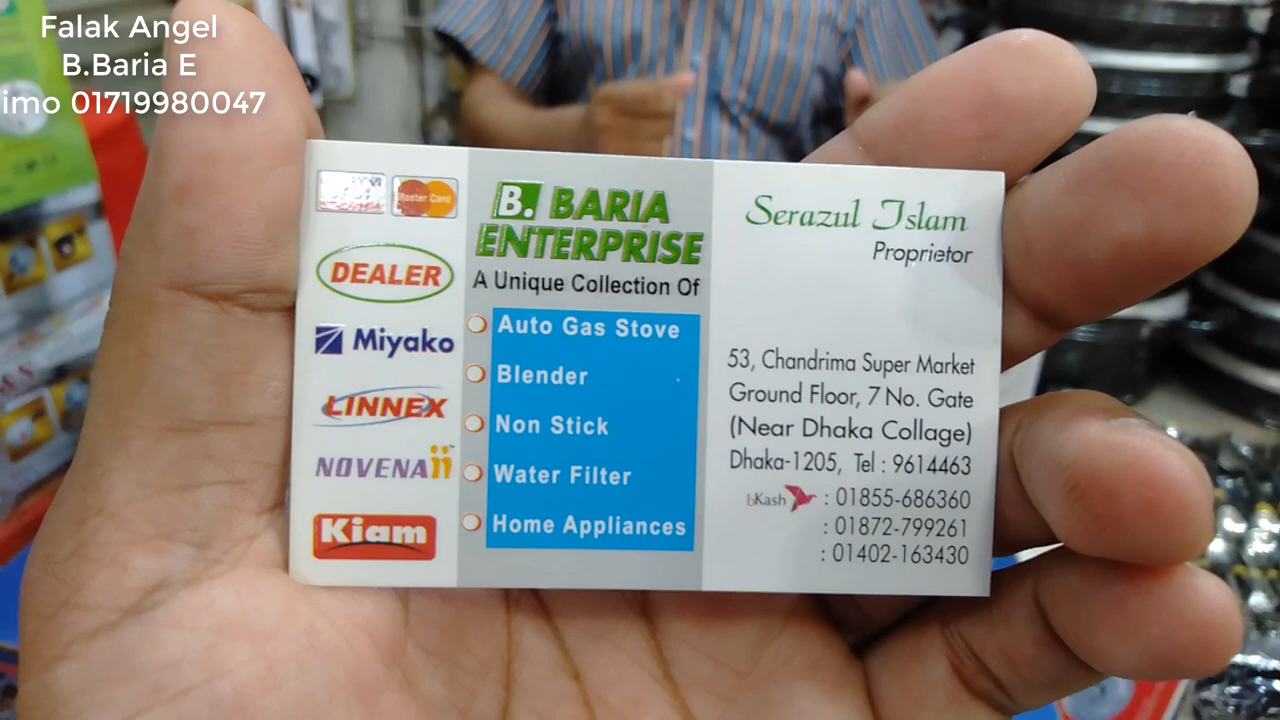 Falak Angel
B.Baria E
imo 01719980047
Master Card
DEALER
Miyako
LINNEX
NOVENA
Kiam
B. BARIA
ENTERPRISE
A Unique Collection Of
Auto Gas Stove
Blender
Non Stick
Water Filter
Home Appliances
Serazul Islam
Proprietor
53, Chandrima Super Market
Ground Floor, 7 No. Gate
(Near Dhaka Collage)
Dhaka-1205, Tel : 9614463
bKash : 01855-686360
: 01872-799261
: 01402-163430